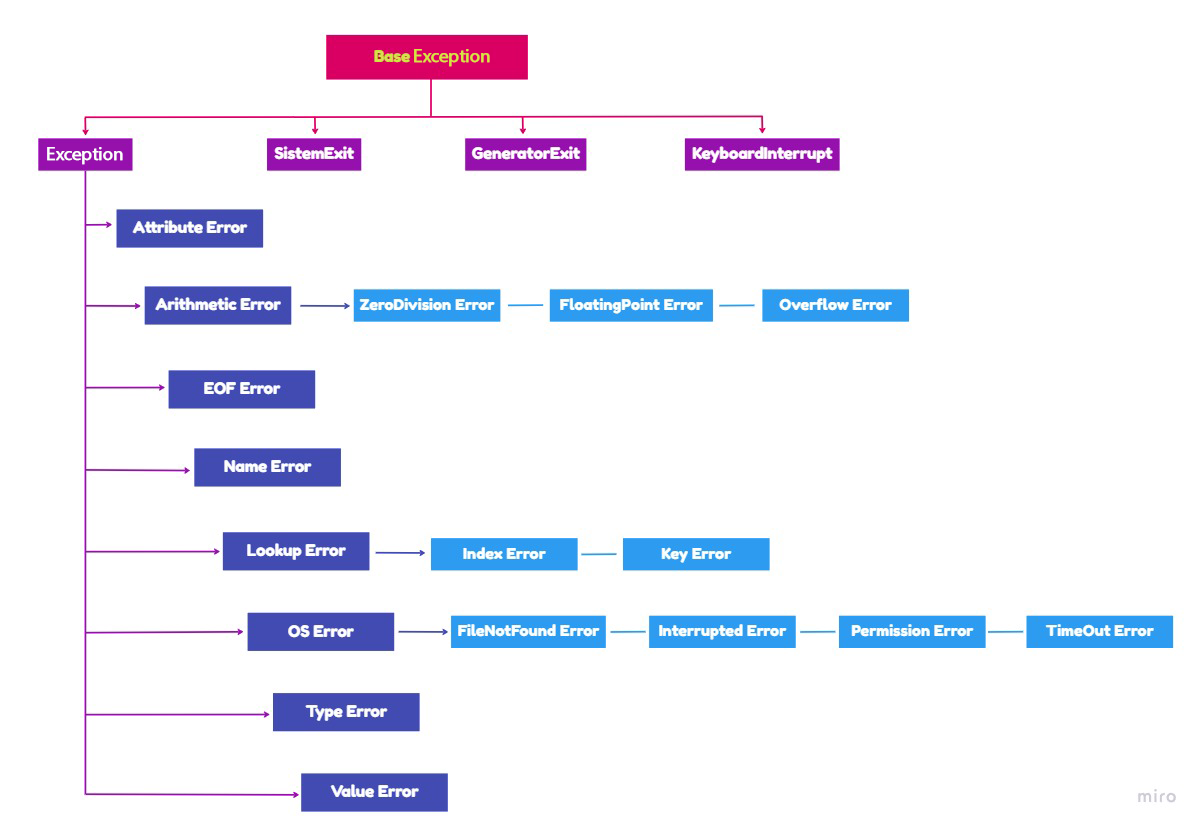 Base Exception
Exception
SistemExit
GeneratorExit
KeyboardInterrupt
Attribute Error
Arithmetic Error
ZeroDivision Error
FloatingPoint Error
Overflow Error
EOF Error
Name Error
Lookup Error
Index Error
Key Error
OS Error
FileNotFound Error
Interrupted Error
Permission Error
TimeOut Error
Type Error
Value Error
miro